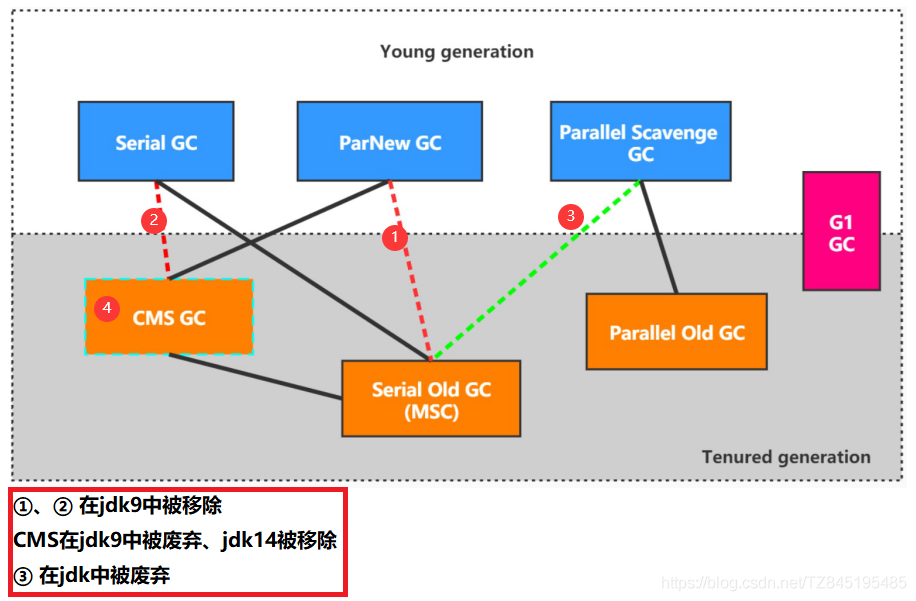 Young generation
Serial GC
ParNew GC
Parallel Scavenge
GC
②
①
③
G1
GC
④
CMS GC
Serial Old GC
(MSC)
Parallel Old GC
Tenured generation
①、② 在jdk9中被移除
CMS在jdk9中被废弃、jdk14被移除
③ 在jdk中被废弃
https://blog.csdn.net/TZ845195485